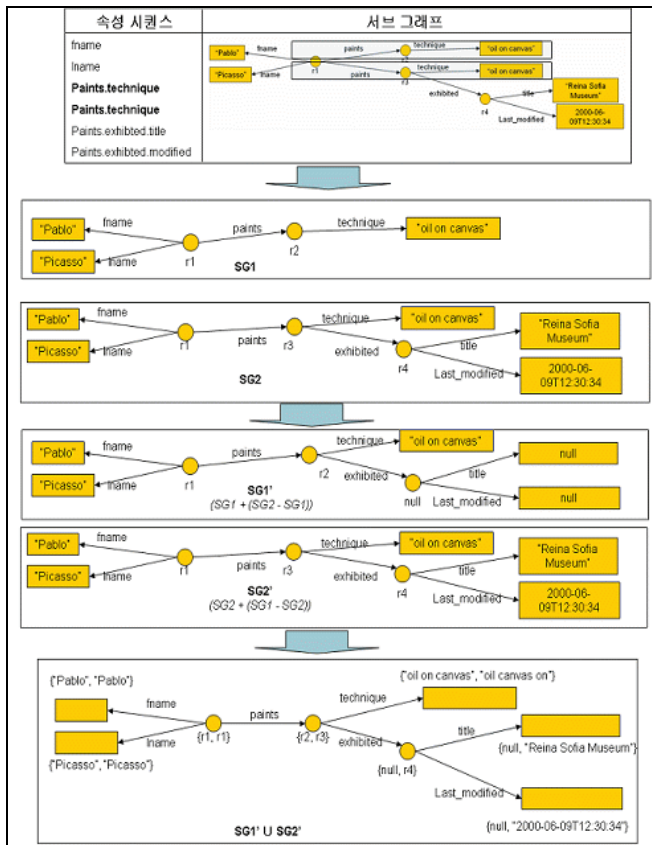 속성 시퀀스
서브 그래프
fname
lname
Paints.technique
Paints.technique
Paints.exhibted.title
Paints.exhibted.modified
"Pablo"
fname
paints
technique
"oil on canvas"
r1
"Picasso"
lname
paints
technique
"oil on canvas"
r3
exhibited
title
"Reina Sofia
Museum"
r4
Last_modified
2000-06-
09T12:30:34
"Pablo"
fname
paints
technique
"oil on canvas"
"Picasso"
lname
r1
r2
SG1
"Pablo"
fname
technique
"oil on canvas"
"Reina Sofia
Museum"
"Picasso"
lname
r1
paints
r3
exhibited
title
r4
SG2
Last_modified
2000-06-
09T12:30:34
"Pablo"
fname
paints
technique
"oil on canvas"
null
"Picasso"
lname
r1
r2
exhibited
title
SG1'
null
null
(SG1 + (SG2 - SG1))
Last_modified
"Pablo"
fname
technique
"oil on canvas"
"Reina Sofia
Museum"
"Picasso"
lname
r1
paints
r3
exhibited
title
SG2'
r4
(SG2 + (SG1 - SG2))
Last_modified
2000-06-
09T12:30:34
{"Pablo", "Pablo"}
{"oil on canvas", "oil canvas on"}
fname
technique
paints
title
lname
{r1, r1}
{r2, r3}
exhibited
{"Picasso", "Picasso"}
{null, r4}
{null, "Reina Sofia Museum"}
Last_modified
{null, "2000-06-09T12:30:34"}
SG1' U SG2'